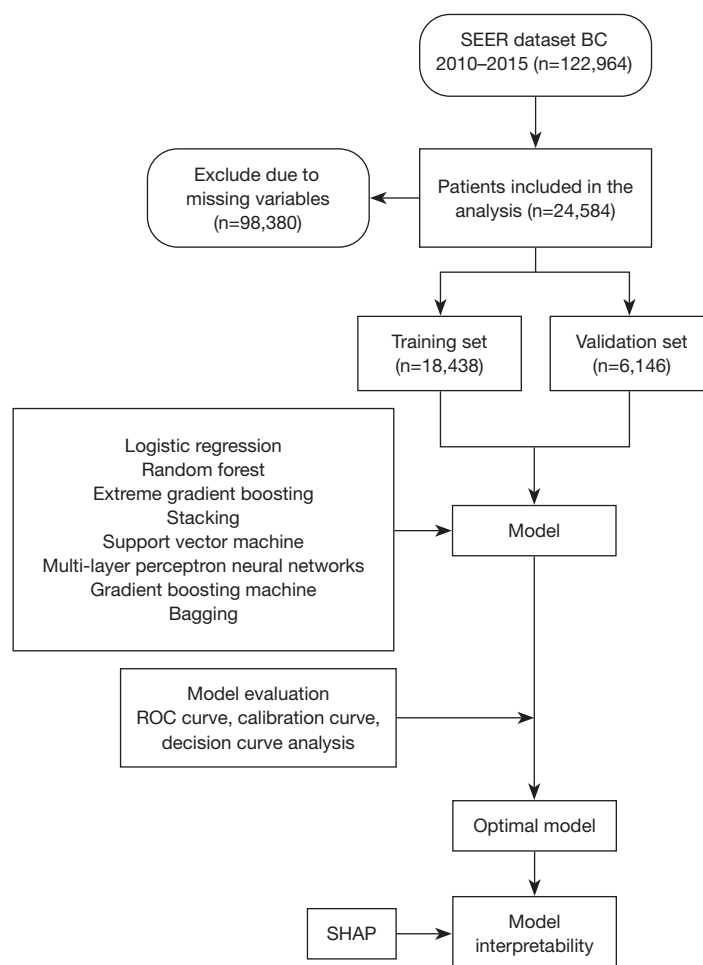 SEER dataset BC
2010–2015 (n=122,964)
Exclude due to
missing variables
(n=98,380)
Patients included in the
analysis (n=24,584)
Training set
(n=18,438)
Validation set
(n=6,146)
Logistic regression
Random forest
Extreme gradient boosting
Stacking
Support vector machine
Multi-layer perceptron neural networks
Gradient boosting machine
Bagging
Model
Model evaluation
ROC curve, calibration curve,
decision curve analysis
Optimal model
SHAP
Model
interpretability